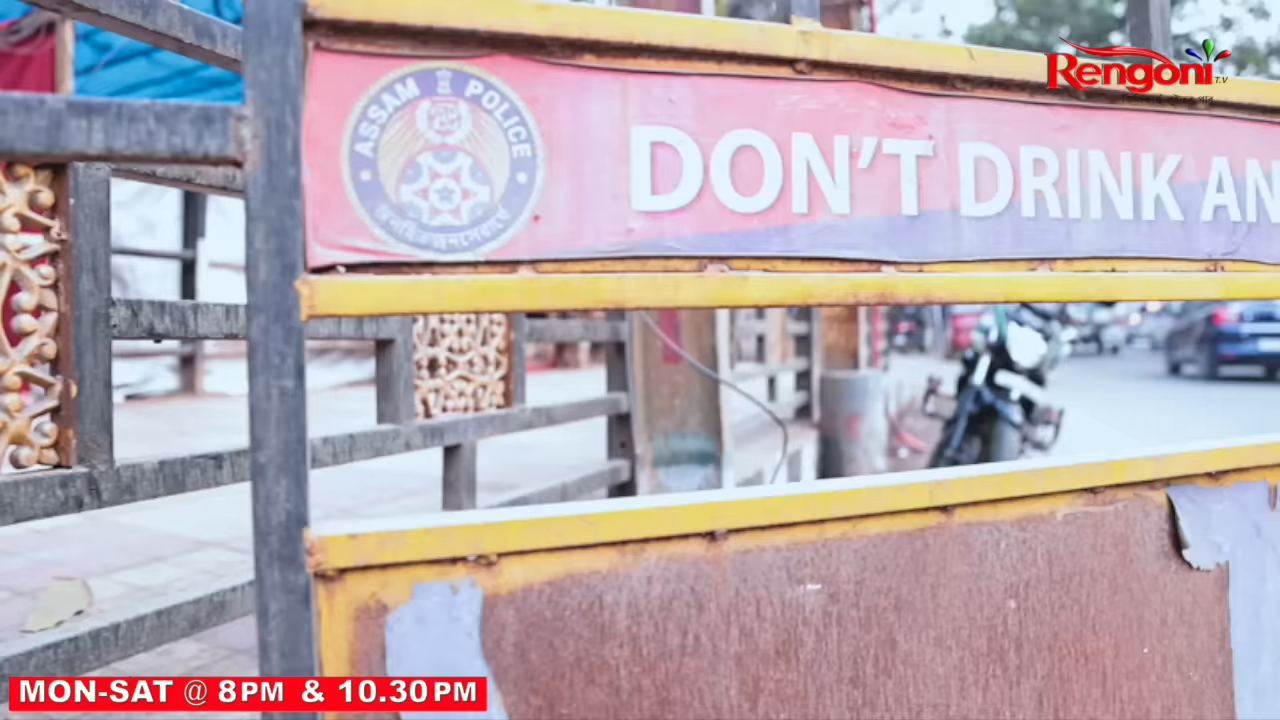 Rengoni
T.V
ASSAM POLICE
DON'T DRINK AN
MON-SAT @ 8PM & 10.30PM